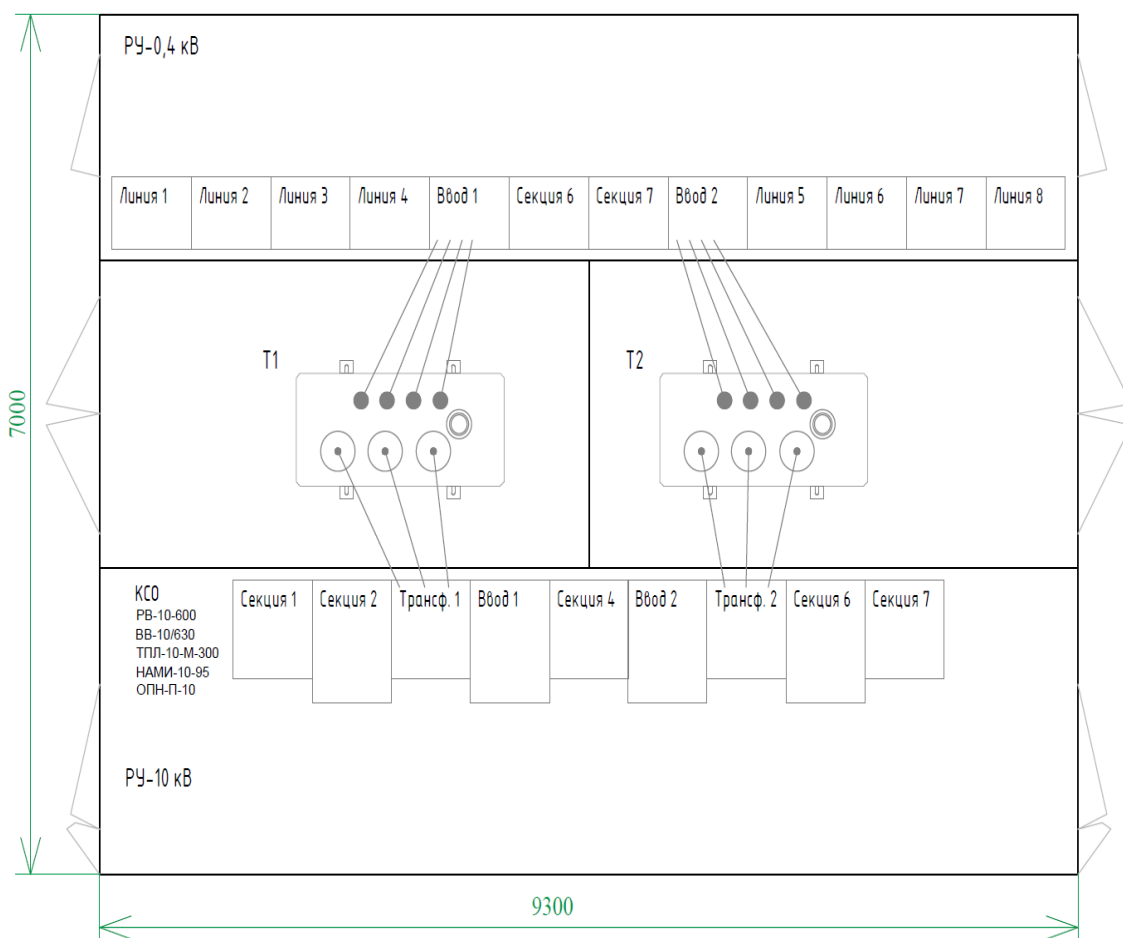 РУ-0,4 кВ
Линия 1 Линия 2 Линия 3 Линия 4 Ввод 1 Секция 6 Секция 7 Ввод 2 Линия 5 Линия 6 Линия 7 Линия 8
Т1 Т2
7000
КСО
РВ-10-600
ВВ-10/630
ТПЛ-10-М-300
НАМИ-10-95
ОПН-П-10
Секция 1 Секция 2 Трансф. 1 Ввод 1 Секция 4 Ввод 2 Трансф. 2 Секция 6 Секция 7
РУ-10 кВ
9300